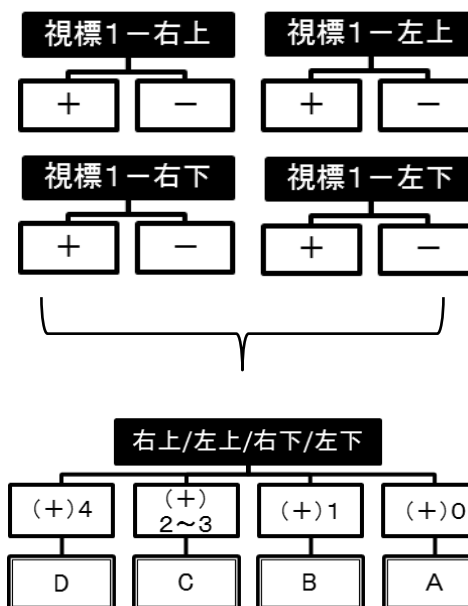 視標1－右上
視標1－左上
＋
－
＋
－
視標1－右下
視標1－左下
＋
－
＋
－
右上/左上/右下/左下
(＋)4
(＋)
2～3
(＋)1
(＋)0
D
C
B
A